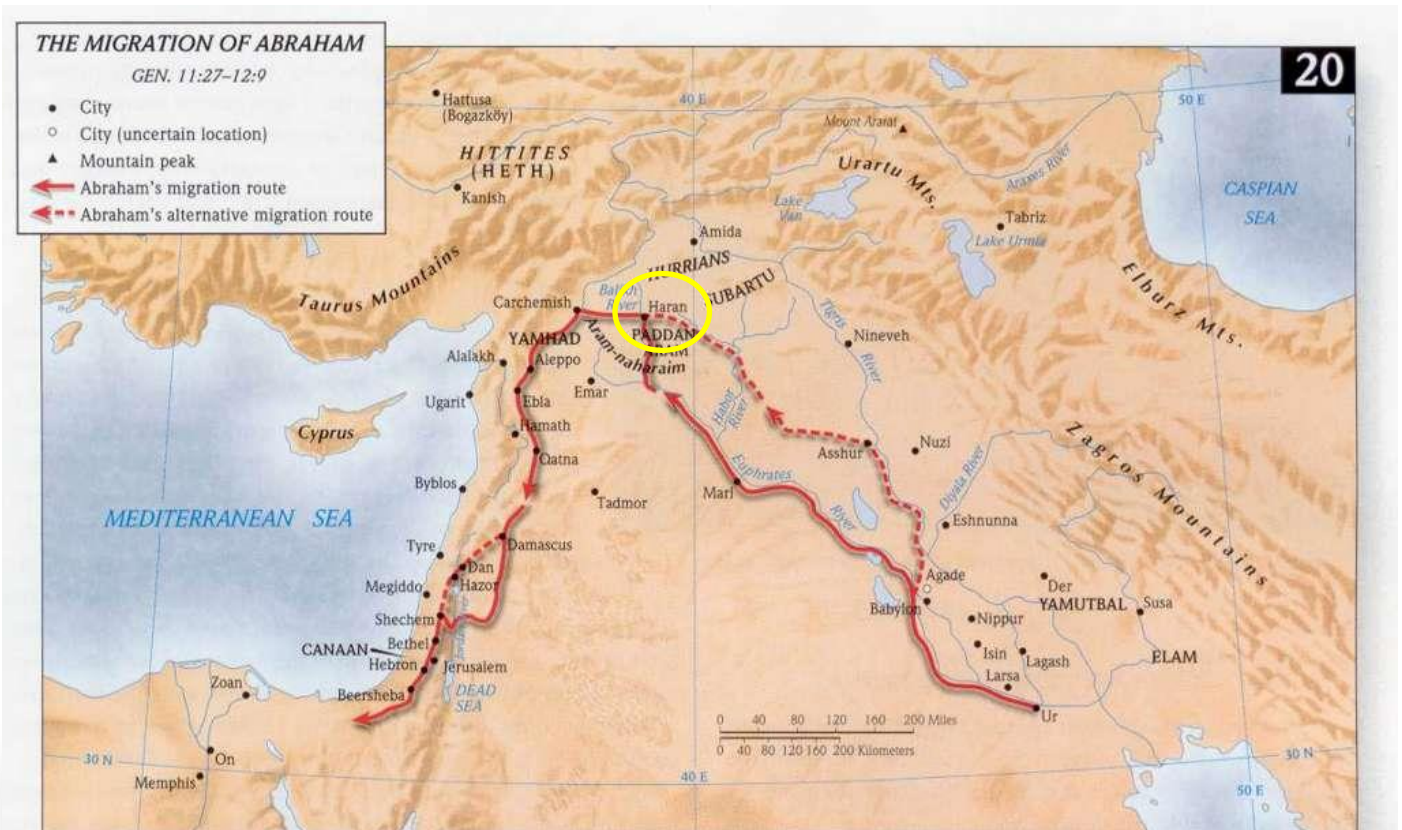 THE MIGRATION OF ABRAHAM
GEN. 11:27–12:9
City
City (uncertain location)
Mountain peak
Abraham's migration route
Abraham's alternative migration route
20
40 E
50 E
Hattusa
(Bogazköy)
HITTITES
(HETH)
Kanish
Mount Ararat
Urartu Mts.
Araxes River
CASPIAN
SEA
Lake
Van
Tabriz
Lake Urmia
Amida
Taurus Mountains
HURRIANS
SUBARTU
Elburz Mts.
Balikh
River
Carchemish
Haran
Tigris
River
Nineveh
YAMHAD
PADDAN
ARAM
Aram-naharaim
Alalakh
Aleppo
Emar
Ugarit
Ebla
Habor
River
Cyprus
Hamath
Qatna
Asshur
Nuzi
Zagros Mountains
Byblos
Tadmor
Mari
Euphrates
River
Diyala River
MEDITERRANEAN SEA
Eshnunna
Tyre
Damascus
Dan
Hazor
Megiddo
Agade
Der
Babylon
YAMUTBAL
Susa
Shechem
Nippur
CANAAN
Bethel
Hebron
Jerusalem
Isin
Lagash
ELAM
Zoan
Beersheba
DEAD
SEA
Larsa
Ur
0 40 80 120 160 200 Miles
0 40 80 120 160 200 Kilometers
30 N
On
Memphis
40 E
30 N
50 E